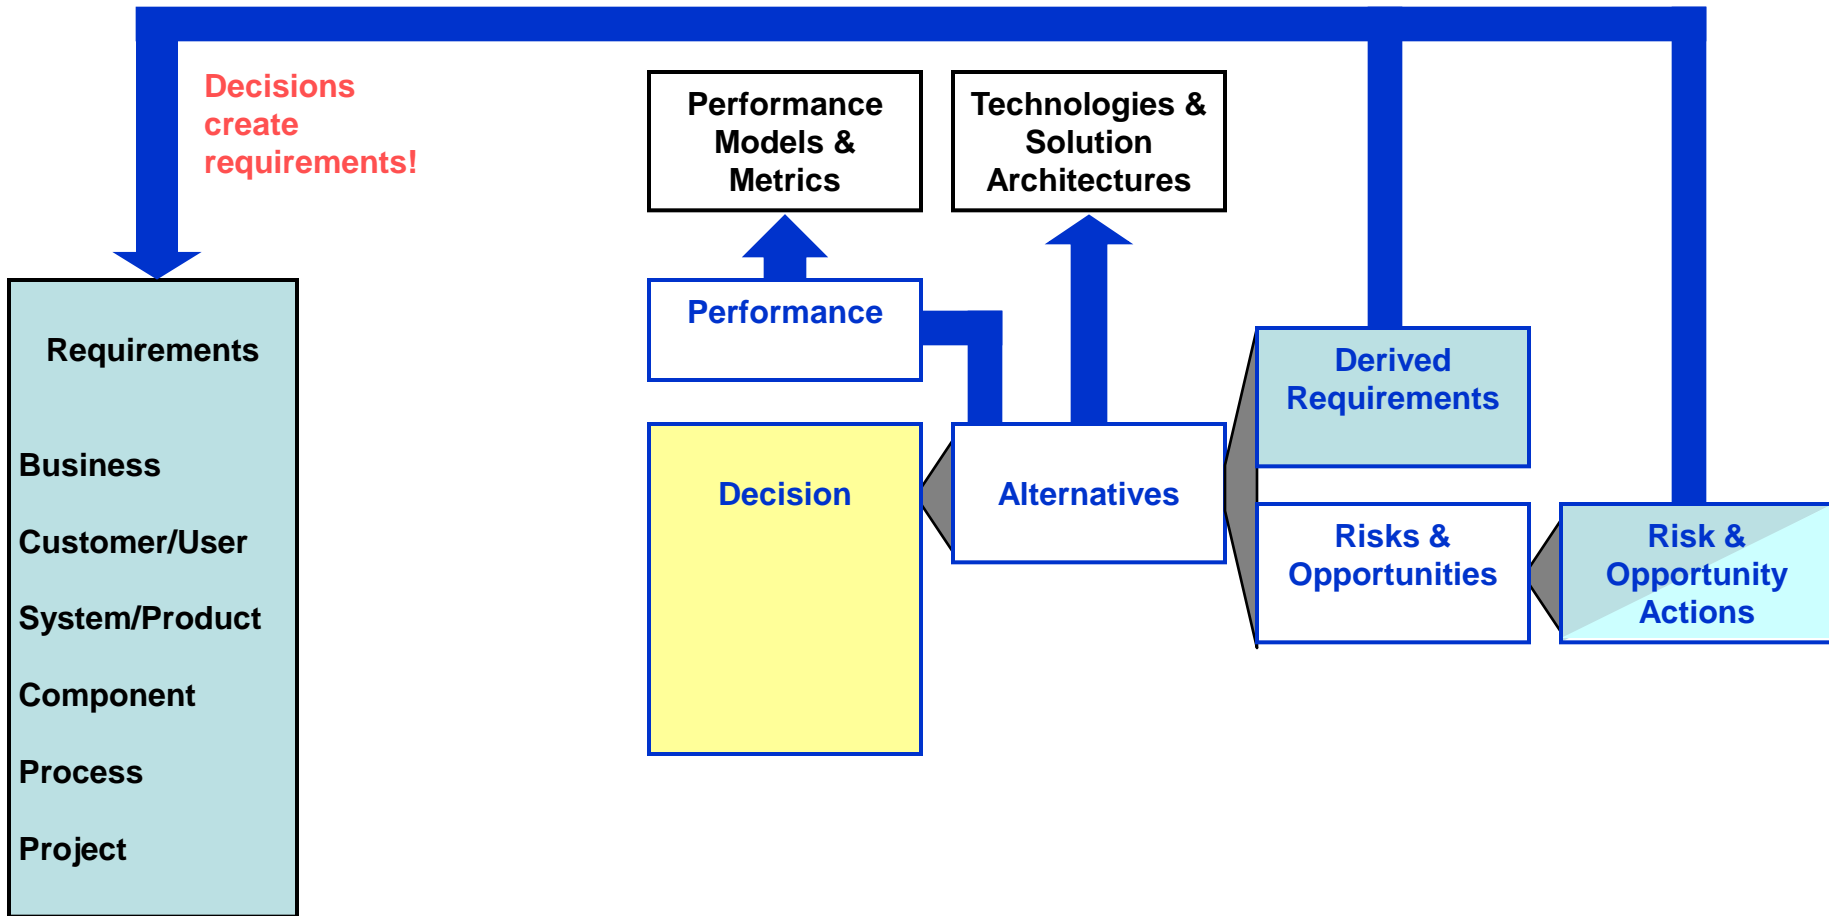 Decisions
create
requirements!
Performance
Models &
Metrics
Technologies &
Solution
Architectures
Requirements
Business
Customer/User
System/Product
Component
Process
Project
Performance
Decision
Alternatives
Derived
Requirements
Risks &
Opportunities
Risk &
Opportunity
Actions